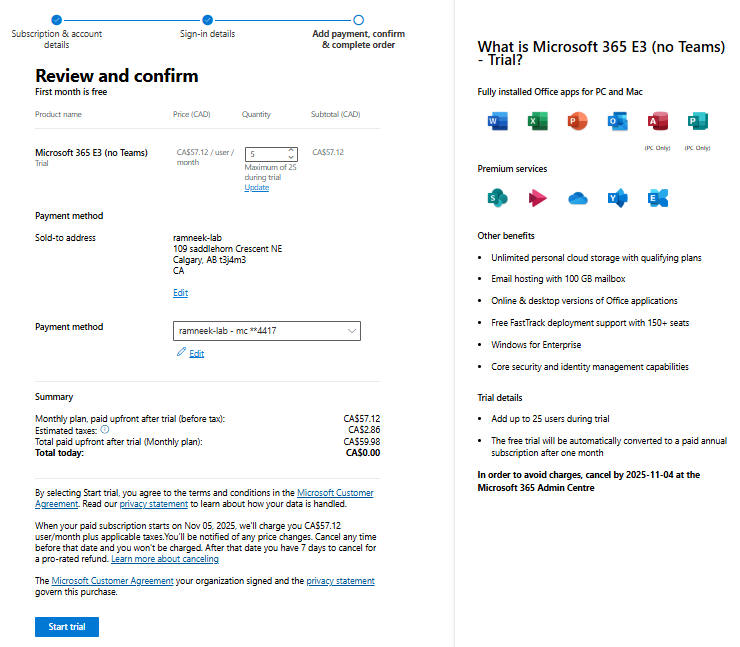 Subscription & account
details
Sign-in details
Add payment, confirm
& complete order
Review and confirm
First month is free
Product name
Price (CAD)
Quantity
Subtotal (CAD)
Microsoft 365 E3 (no Teams)
Trial
CA$57.12 / user /
month
5
Maximum of 25
during trial
Update
CA$57.12
Payment method
Sold-to address
ramneek-lab
109 saddlehorn Crescent NE
Calgary, AB t3j4m3
CA
Edit
Payment method
ramneek-lab - mc **4417
Edit
Summary
Monthly plan, paid upfront after trial (before tax):
CA$57.12
Estimated taxes:
CA$2.86
Total paid upfront after trial (Monthly plan):
CA$59.98
Total today:
CA$0.00
By selecting Start trial, you agree to the terms and conditions in the Microsoft Customer
Agreement. Read our privacy statement to learn about how your data is handled.
When your paid subscription starts on Nov 05, 2025, we'll charge you CA$57.12
user/month plus applicable taxes.You'll be notified of any price changes. Cancel any time
before that date and you won't be charged. After that date you have 7 days to cancel for
a pro-rated refund. Learn more about canceling
The Microsoft Customer Agreement your organization signed and the privacy statement
govern this purchase.
Start trial
What is Microsoft 365 E3 (no Teams)
- Trial?
Fully installed Office apps for PC and Mac
W
X
P
O
A
P
(PC Only)
(PC Only)
Premium services
S
Y
E
Other benefits
• Unlimited personal cloud storage with qualifying plans
• Email hosting with 100 GB mailbox
• Online & desktop versions of Office applications
• Free FastTrack deployment support with 150+ seats
• Windows for Enterprise
• Core security and identity management capabilities
Trial details
• Add up to 25 users during trial
• The free trial will be automatically converted to a paid annual
subscription after one month
In order to avoid charges, cancel by 2025-11-04 at the
Microsoft 365 Admin Centre